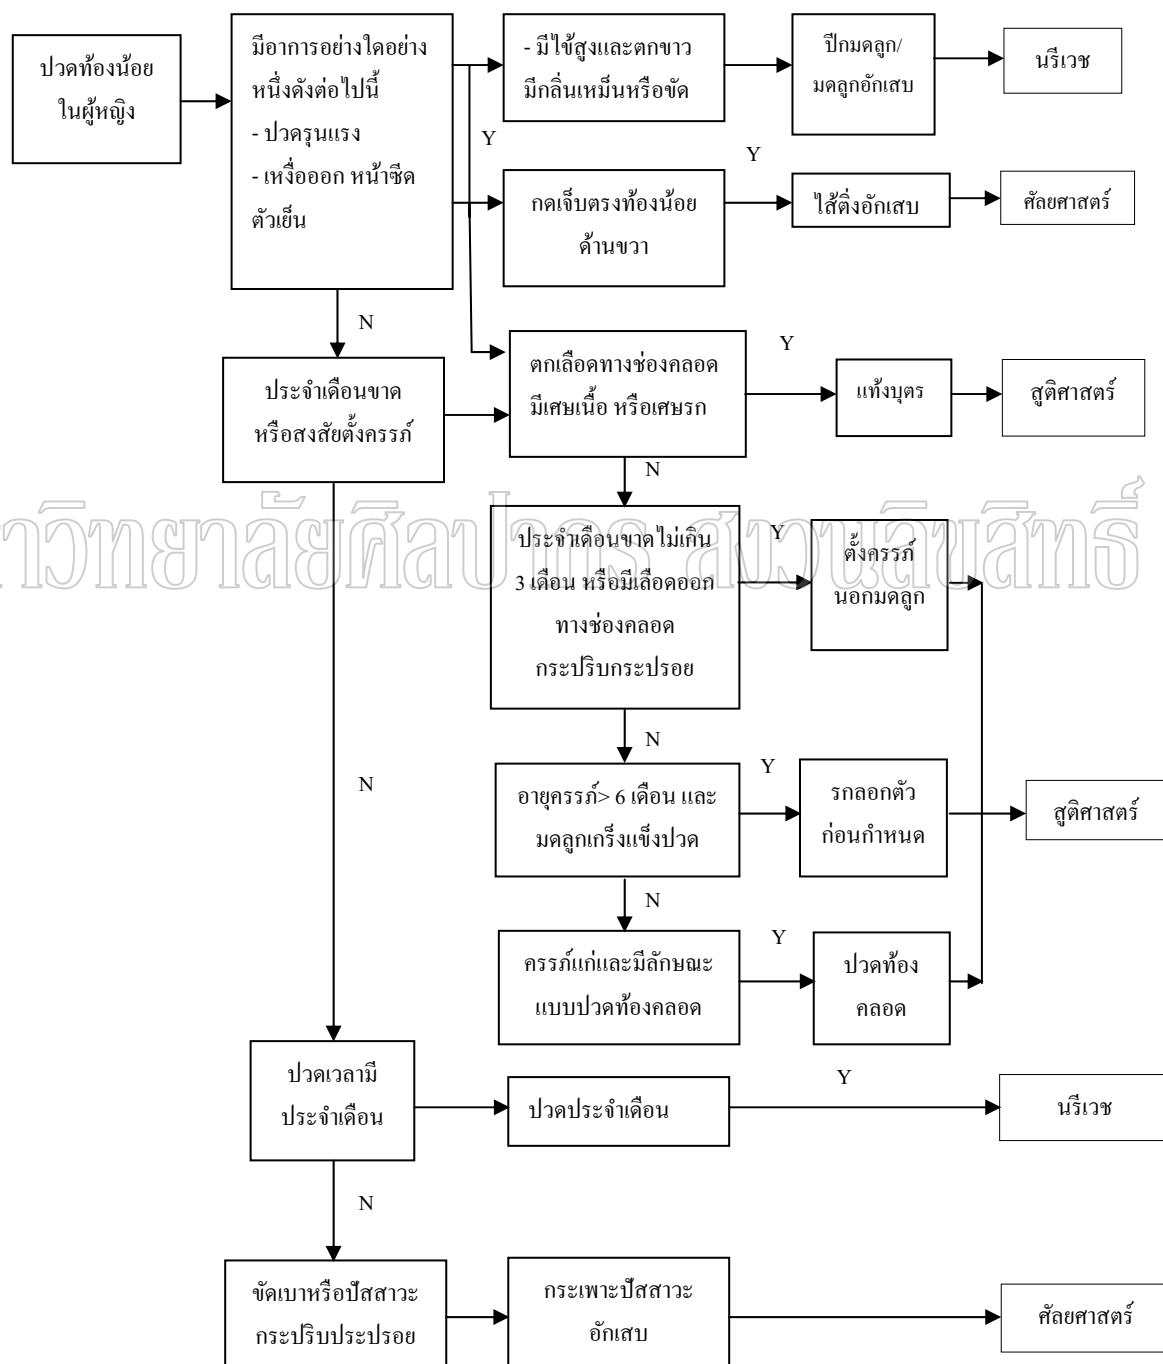 ปวดท้องน้อย
ในผู้หญิง
มีอาการอย่างใดอย่าง
หนึ่งดังต่อไปนี้
- ปวดรุนแรง
- เหงื่อออก หน้าซีด
ตัวเย็น
- มีไข้สูงและตกขาว
มีกลิ่นเหม็นหรือขัด
Y
ปีกมดลูก/
มดลูกอักเสบ
นรีเวช
กดเจ็บตรงท้องน้อย
ด้านขวา
Y
ไส้ติ่งอักเสบ
ศัลยศาสตร์
N
ประจำเดือนขาด
หรือสงสัยตั้งครรภ์
ตกเลือดทางช่องคลอด
มีเศษเนื้อ หรือเศษรก
Y
แท้งบุตร
สูติศาสตร์
N
าวิทยาลัยศิลปากร สงวนลิขสิทธิ์
ประจำเดือนขาดไม่เกิน
3 เดือน หรือมีเลือดออก
ทางช่องคลอด
กระปริบกระปรอย
Y
ตั้งครรภ์
นอกมดลูก
N
N
อายุครรภ์> 6 เดือน และ
มดลูกเกร็งแข็งปวด
Y
รกลอกตัว
ก่อนกำหนด
สูติศาสตร์
N
ครรภ์แก่และมีลักษณะ
แบบปวดท้องคลอด
Y
ปวดท้อง
คลอด
ปวดเวลามี
ประจำเดือน
ปวดประจำเดือน
Y
นรีเวช
N
ขัดเบาหรือปัสสาวะ
กระปริบประปรอย
กระเพาะปัสสาวะ
อักเสบ
ศัลยศาสตร์